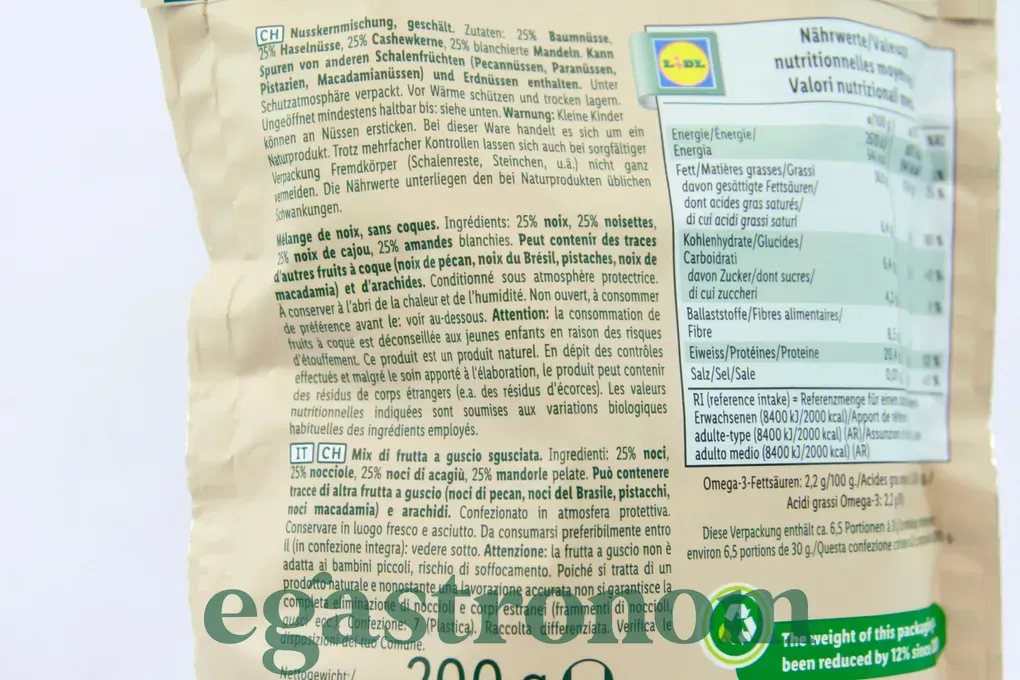 CH Nusskernmischung, geschält. Zutaten: 25% Baumnüsse,
25% Haselnüsse, 25% Cashewkerne, 25% blanchierte Mandeln. Kann
Spuren von anderen Schalenfrüchten (Pecannüssen, Paranüssen,
Pistazien, Macadamianüssen) und Erdnüssen enthalten. Unter
Schutzatmosphäre verpackt. Vor Wärme schützen und trocken lagern.
Ungeöffnet mindestens haltbar bis: siehe unten. Warnung: Kleine Kinder
können an Nüssen ersticken. Bei dieser Ware handelt es sich um ein
Naturprodukt. Trotz mehrfacher Kontrollen lassen sich auch bei sorgfältiger
Verpackung Fremdkörper (Schalenreste, Steinchen, u.ä.) nicht ganz
vermeiden. Die Nährwerte unterliegen den bei Naturprodukten üblichen
Schwankungen.
Mélange de noix, sans coques. Ingrédients: 25% noix, 25% noisettes,
25% noix de cajou, 25% amandes blanchies. Peut contenir des traces
d'autres fruits à coque (noix de pécan, noix du Brésil, pistaches, noix de
macadamia) et d'arachides. Conditionné sous atmosphère protectrice.
À conserver à l'abri de la chaleur et de l'humidité. Non ouvert, à consommer
de préférence avant le: voir au-dessous. Attention: la consommation de
fruits à coque est déconseillée aux jeunes enfants en raison des risques
d'étouffement. Ce produit est un produit naturel. En dépit des contrôles
effectués et malgré le soin apporté à l'élaboration, le produit peut contenir
des résidus de corps étrangers (e.a. des résidus d'écorces). Les valeurs
nutritionnelles indiquées sont soumises aux variations biologiques
habituelles des ingrédients employés.
IT CH Mix di frutta a guscio sgusciata. Ingredienti: 25% noci,
25% nocciole, 25% noci di acagiù, 25% mandorle pelate. Può contenere
tracce di altra frutta a guscio (noci di pecan, noci del Brasile, pistacchi,
noci macadamia) e arachidi. Confezionato in atmosfera protettiva.
Conservare in luogo fresco e asciutto. Da consumarsi preferibilmente entro
il (in confezione integra): vedere sotto. Attenzione: la frutta a guscio non è
adatta ai bambini piccoli, rischio di soffocamento. Poiché si tratta di un
prodotto naturale e nonostante una lavorazione accurata non si garantisce la
completa eliminazione di noccioli e corpi estranei (frammenti di noccioli,
gusci ecc.). Confezione: 7 (Plastica). Raccolta differenziata. Verifica le
disposizioni del tuo Comune.
Nettogewicht:/
200 g
LIDL
Nährwerte/Valeurs
nutritionnelles
Valori nutrizionali
Energie/Énergie/
Energia
Fett/Matières grasses/Grassi
davon gesättigte Fettsäuren/
dont acides gras saturés/
di cui acidi grassi saturi
Kohlenhydrate/Glucides/
Carboidrati
davon Zucker/dont sucres/
di cui zuccheri
Ballaststoffe/Fibres alimentaires/
Fibre
Eiweiss/Protéines/Proteine
Salz/Sel/Sale
RI (reference intake) = Referenzmenge für einen
Erwachsenen (8400 kJ/2000 kcal)/Apport de
adulte-type (8400 kJ/2000 kcal) (AR)/Assunzioni
adulto medio (8400 kJ/2000 kcal) (AR)
Omega-3-Fettsäuren: 2,2 g/100 g./Acides
Acidi grassi Omega-3: 2,2
Diese Verpackung enthält ca. 6,5 Portionen à
environ 6,5 portions de 30 g./Questa confezione
The weight of this packaging
been reduced by 12% since
egastronom